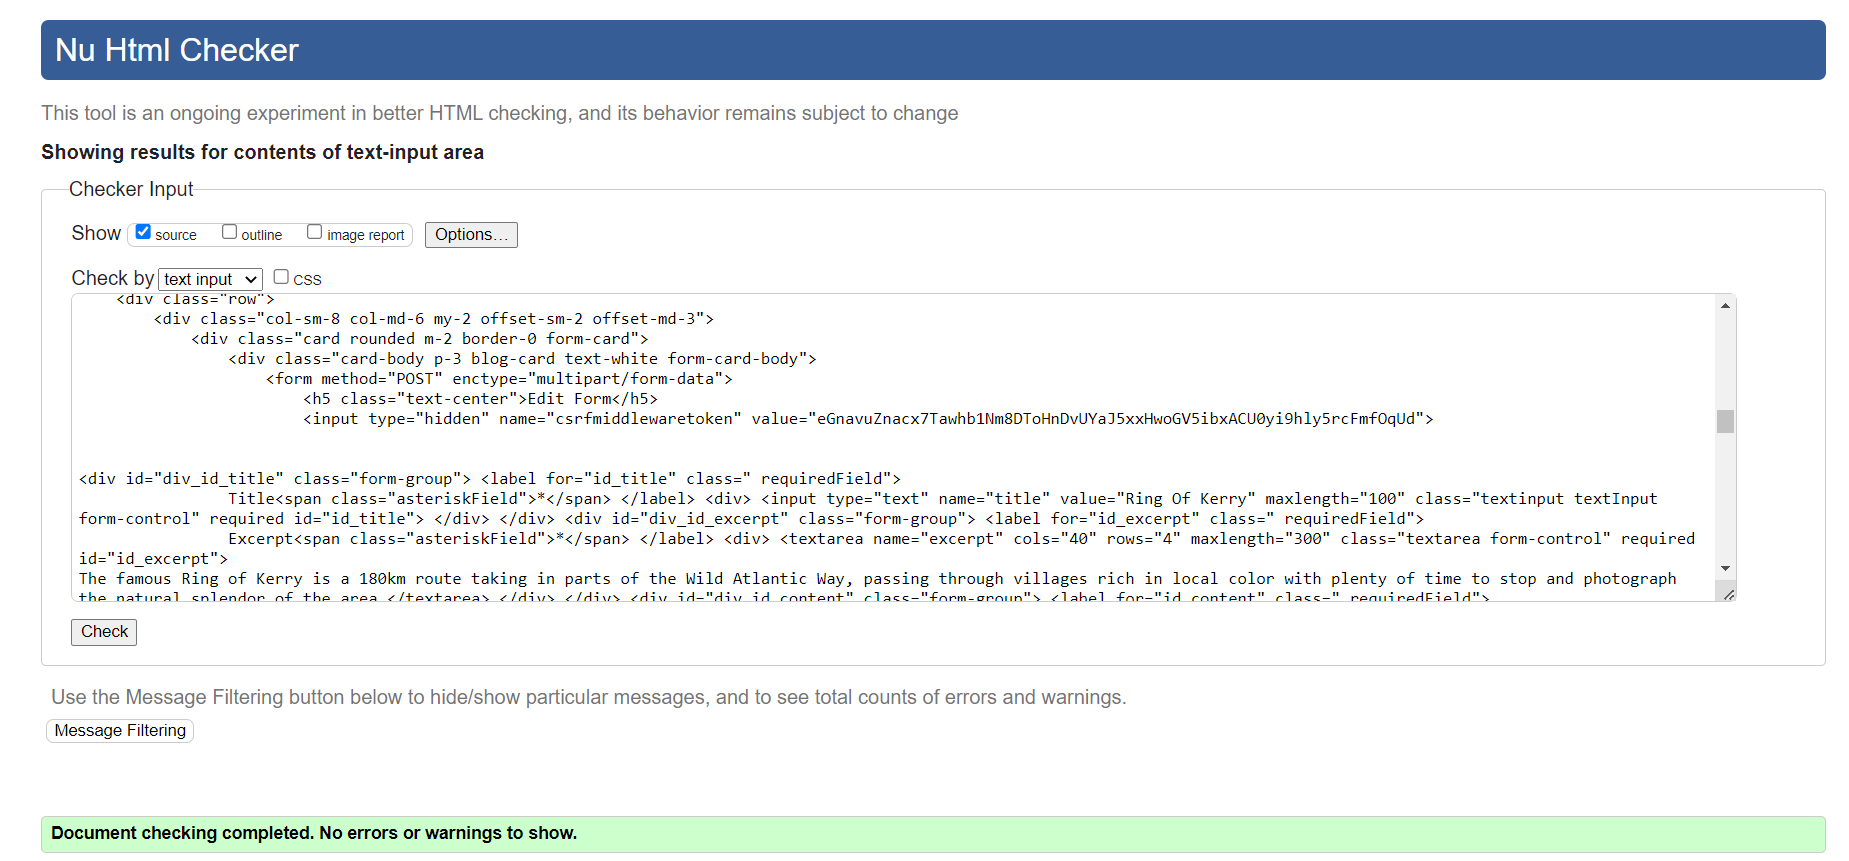 Nu Html Checker
This tool is an ongoing experiment in better HTML checking, and its behavior remains subject to change
Showing results for contents of text-input area
Checker Input
Show source outline image report Options...
Check by text input CSS
<div class="row">
<div class="col-sm-8 col-md-6 my-2 offset-sm-2 offset-md-3">
<div class="card rounded m-2 border-0 form-card">
<div class="card-body p-3 blog-card text-white form-card-body">
<form method="POST" enctype="multipart/form-data">
<h5 class="text-center">Edit Form</h5>
<input type="hidden" name="csrfmiddlewaretoken" value="eGnavuZnacx7Tawhb1Nm8DToHnDvUYaJ5xxHwoGV5ibxACU0yi9hly5rcFmfOqUd">
<div id="div_id_title" class="form-group"> <label for="id_title" class=" requiredField">
Title<span class="asteriskField">*</span> </label> <div> <input type="text" name="title" value="Ring Of Kerry" maxlength="100" class="textinput textInput
form-control" required id="id_title"> </div> </div> <div id="div_id_excerpt" class="form-group"> <label for="id_excerpt" class=" requiredField">
Excerpt<span class="asteriskField">*</span> </label> <div> <textarea name="excerpt" cols="40" rows="4" maxlength="300" class="textarea form-control" required
id="id_excerpt">
The famous Ring of Kerry is a 180km route taking in parts of the Wild Atlantic Way, passing through villages rich in local color with plenty of time to stop and photograph
the natural splendor of the area.</textarea> </div> </div> <div id="div_id_content" class="form-group"> <label for="id_content" class=" requiredField">
Check
Use the Message Filtering button below to hide/show particular messages, and to see total counts of errors and warnings.
Message Filtering
Document checking completed. No errors or warnings to show.